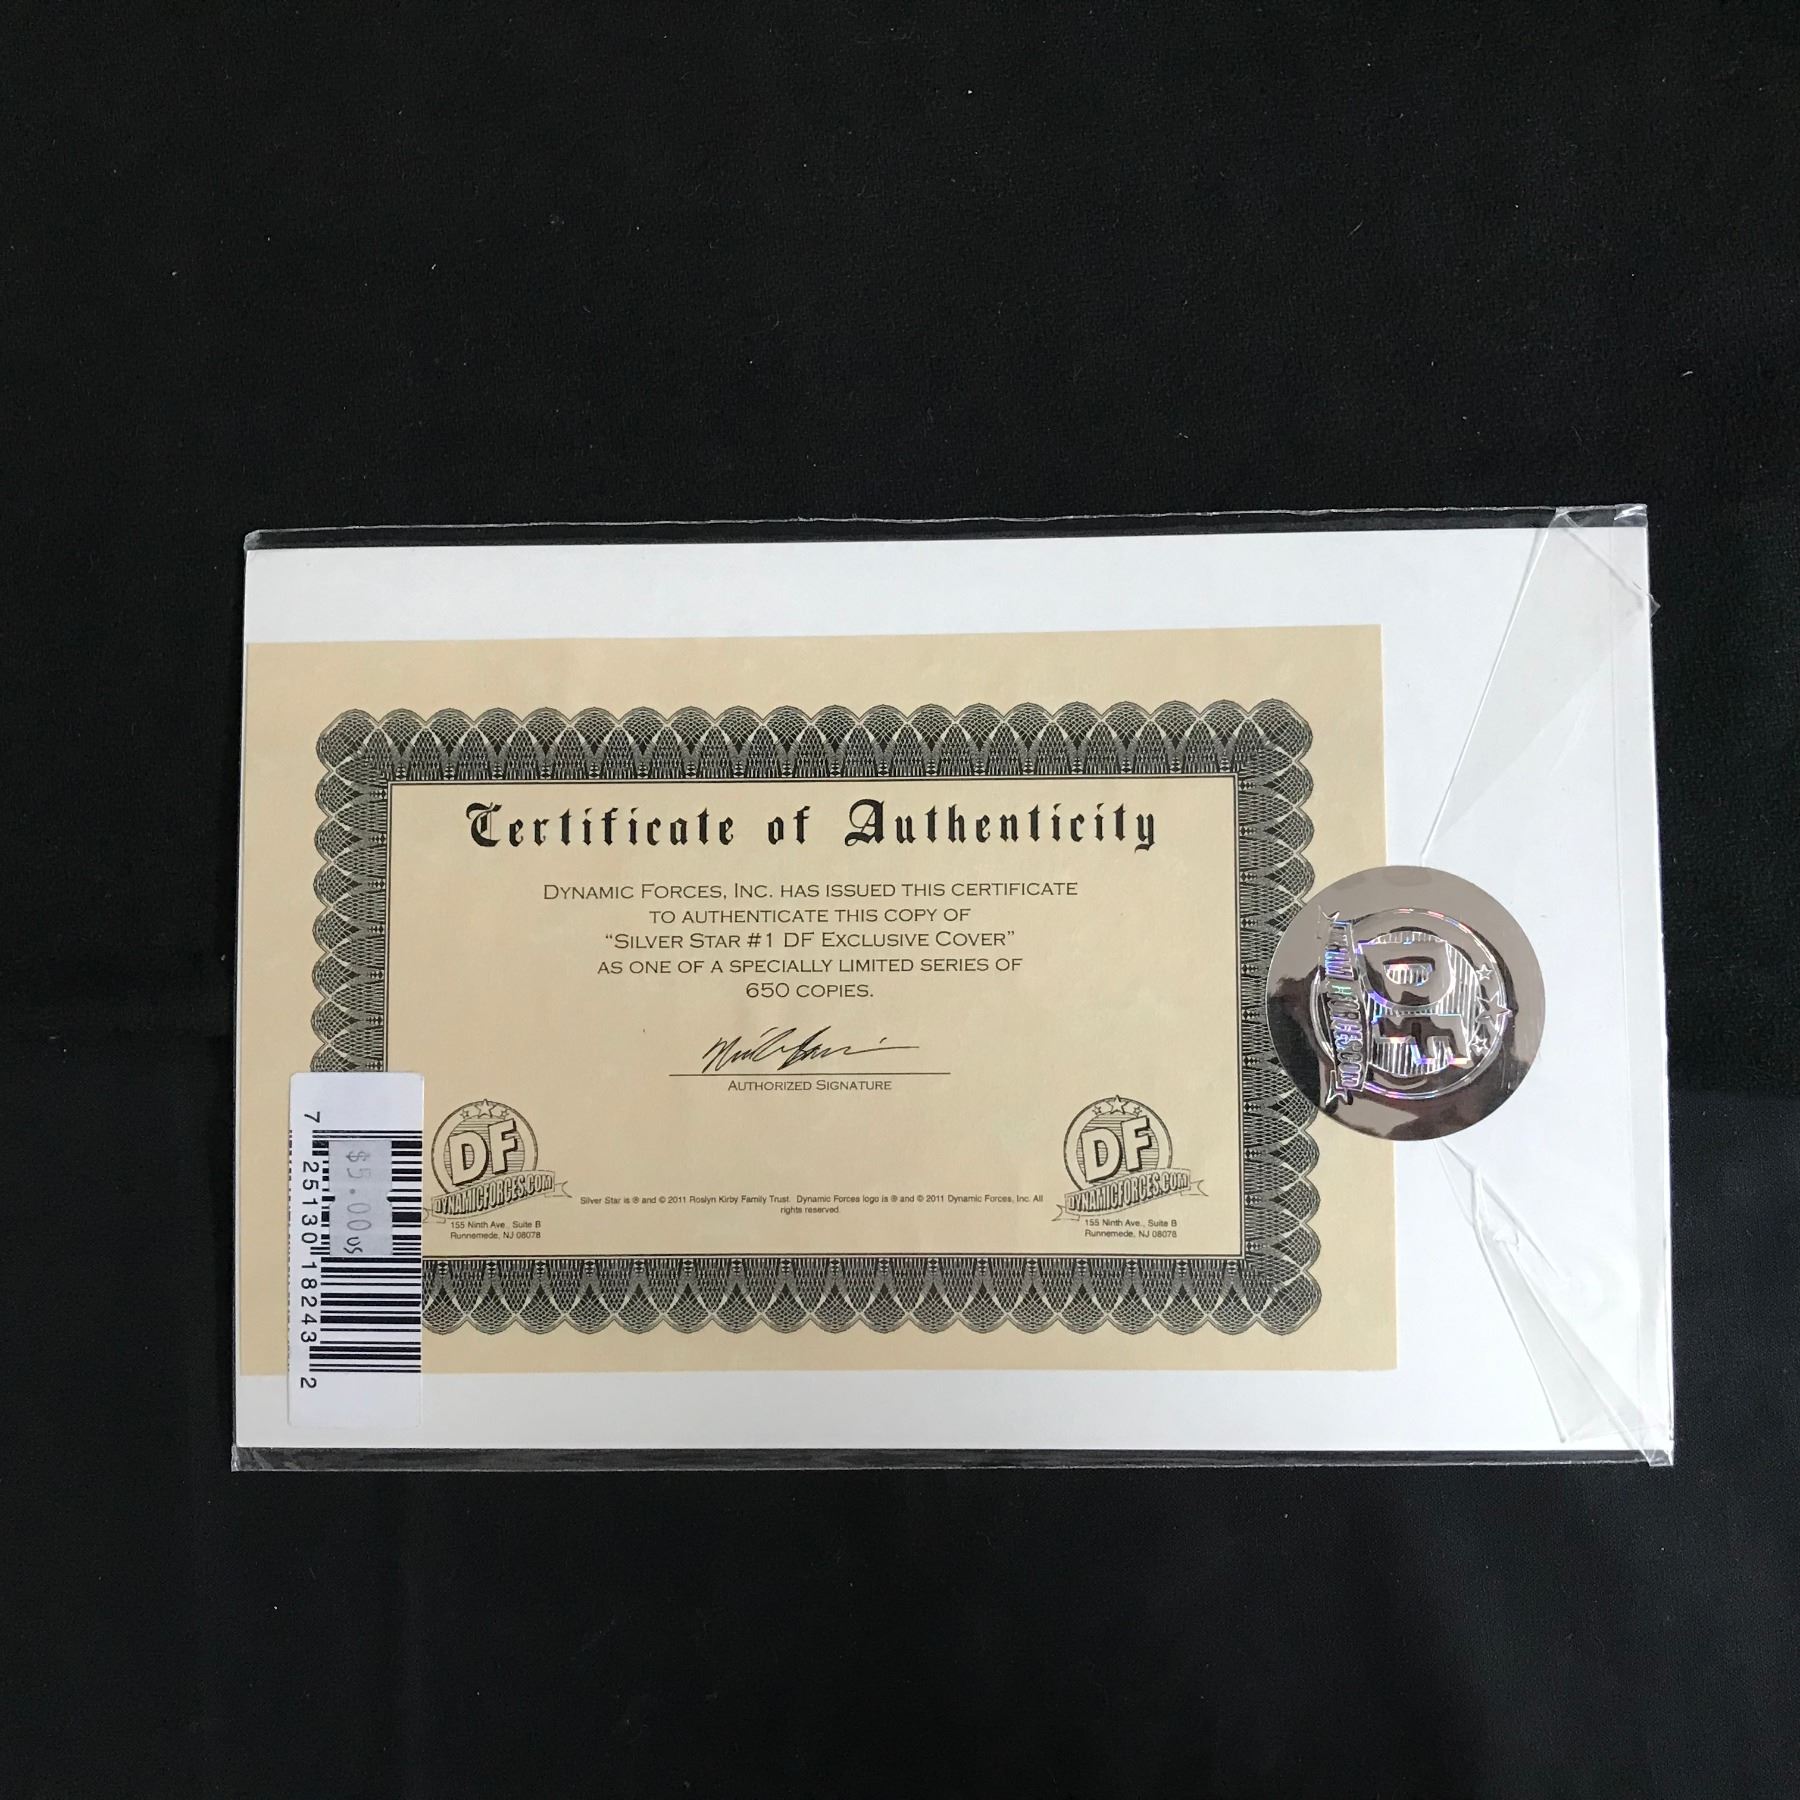 Certificate of Authenticity
DYNAMIC FORCES, INC. HAS ISSUED THIS CERTIFICATE
TO AUTHENTICATE THIS COPY OF
“SILVER STAR #1 DF EXCLUSIVE COVER”
AS ONE OF A SPECIALLY LIMITED SERIES OF
650 COPIES.
AUTHORIZED SIGNATURE
DF
DYNAMICFORCES.COM
155 Ninth Ave., Suite B
Runnemede, NJ 08078
Silver Star is ® and © 2011 Roslyn Kirby Family Trust. Dynamic Forces logo is ® and © 2011 Dynamic Forces, Inc. All
rights reserved.
DF
DYNAMICFORCES.COM
155 Ninth Ave., Suite B
Runnemede, NJ 08078
7 25130 18243 2
$5.00 US
DF